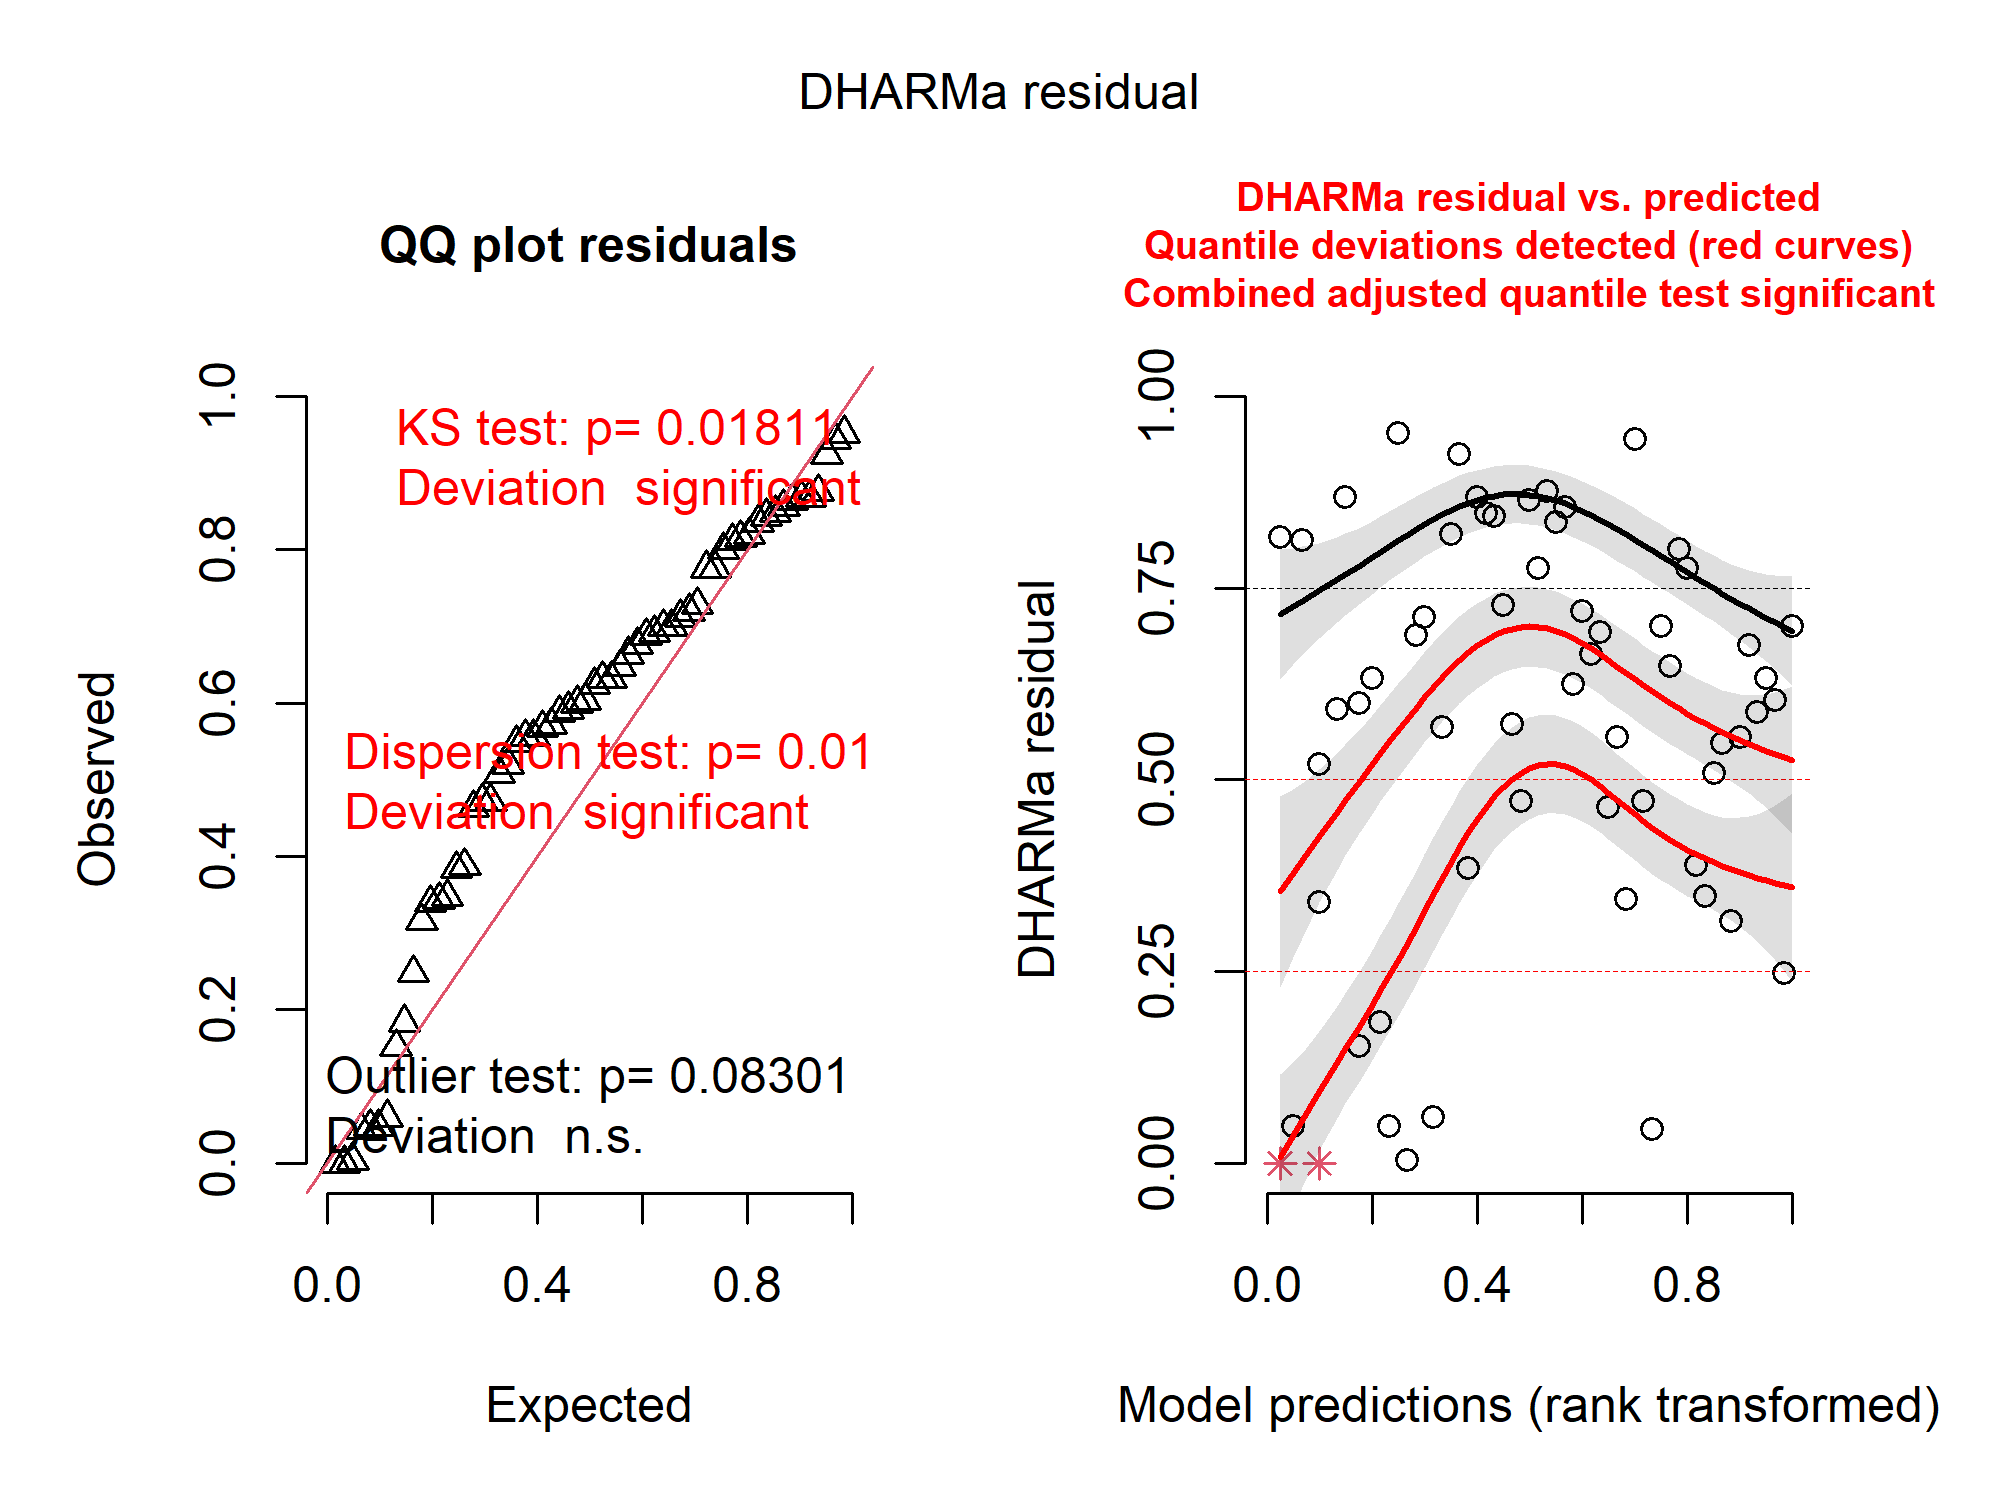 DHARMa residual
QQ plot residuals
KS test: p= 0.01811
Deviation  significant
Dispersion test: p= 0.01
Deviation  significant
Outlier test: p= 0.08301
Deviation  n.s.
Observed
1.0
0.8
0.6
0.4
0.2
0.0
0.0 0.4 0.8
Expected
DHARMa residual vs. predicted
Quantile deviations detected (red curves)
Combined adjusted quantile test significant
DHARMa residual
1.00
0.75
0.50
0.25
0.00
0.0 0.4 0.8
Model predictions (rank transformed)